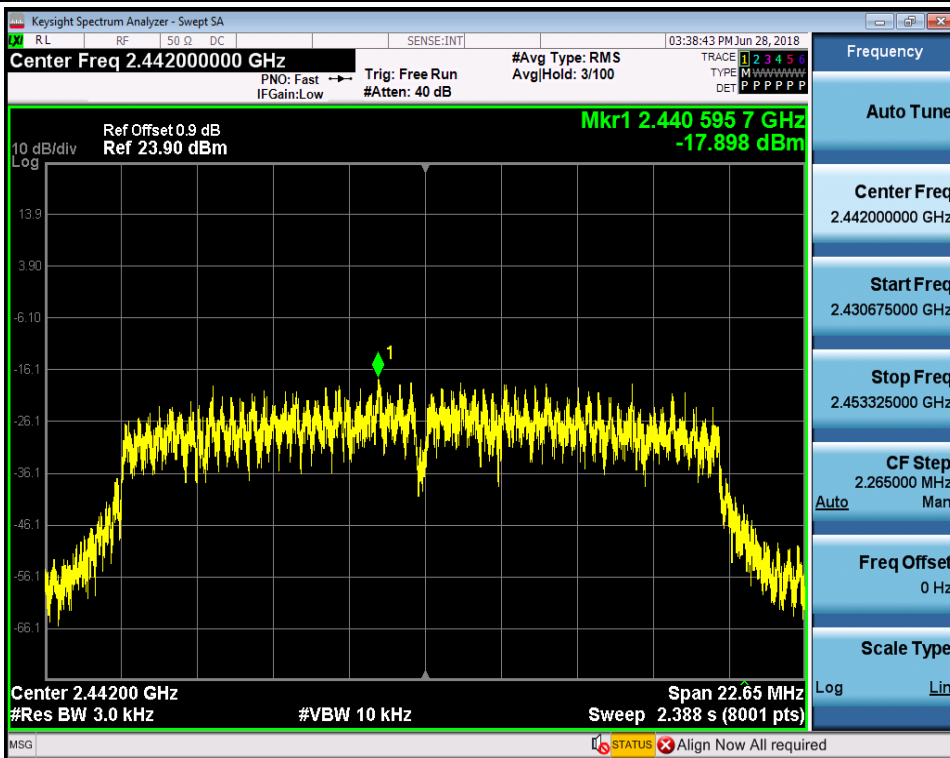 Keysight Spectrum Analyzer - Swept SA
LXI RL RF 50 Ω DC SENSE:INT 03:38:43 PM Jun 28, 2018
Center Freq 2.442000000 GHz
PNO: Fast
IFGain:Low
Trig: Free Run
#Atten: 40 dB
#Avg Type: RMS
Avg|Hold: 3/100
TRACE 1 2 3 4 5 6
TYPE M W W W W W
DET P P P P P P
Mkr1 2.440 595 7 GHz
-17.898 dBm
Ref Offset 0.9 dB
10 dB/div Ref 23.90 dBm
Log
13.9
3.90
-6.10
-16.1
-26.1
-36.1
-46.1
-56.1
-66.1
1
Center 2.44200 GHz Span 22.65 MHz
#Res BW 3.0 kHz #VBW 10 kHz Sweep 2.388 s (8001 pts)
MSG STATUS Align Now All required
Frequency
Auto Tune
Center Freq
2.442000000 GHz
Start Freq
2.430675000 GHz
Stop Freq
2.453325000 GHz
CF Step
2.265000 MHz
Auto Man
Freq Offset
0 Hz
Scale Type
Log Lin